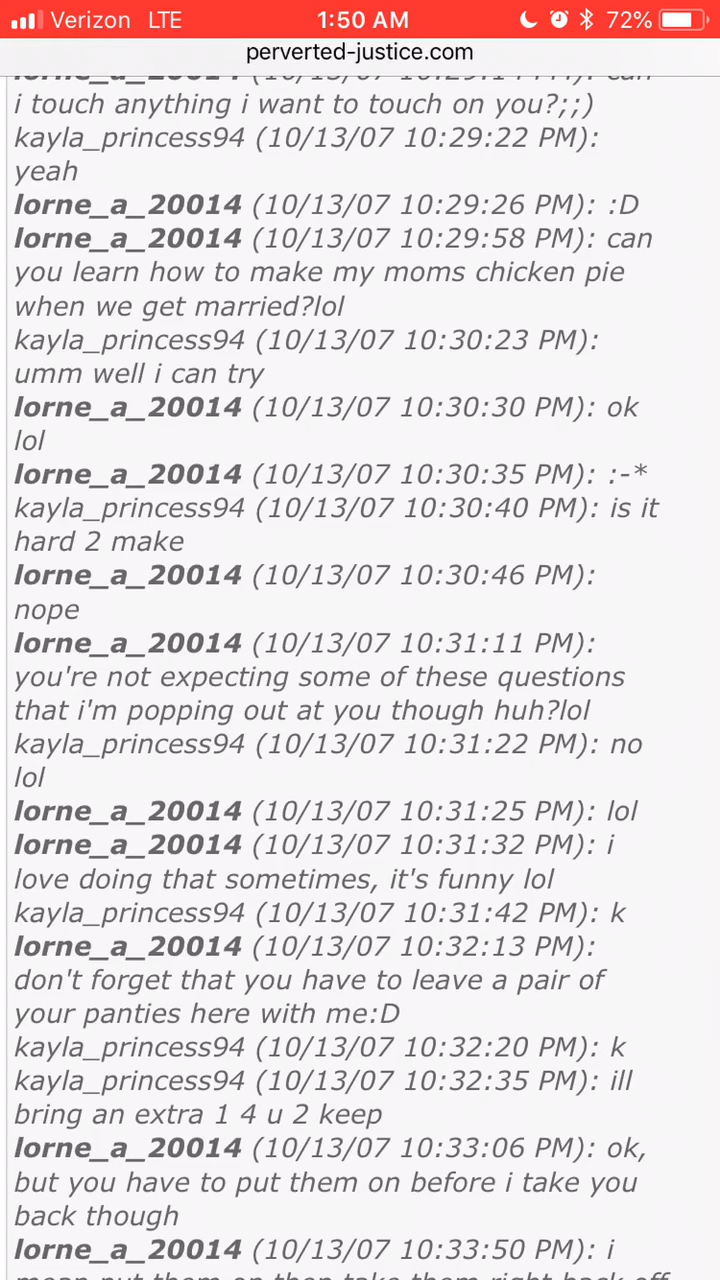 Verizon LTE 1:50 AM 72%
perverted-justice.com
i touch anything i want to touch on you?;;)
kayla_princess94 (10/13/07 10:29:22 PM):
yeah
lorne_a_20014 (10/13/07 10:29:26 PM): :D
lorne_a_20014 (10/13/07 10:29:58 PM): can
you learn how to make my moms chicken pie
when we get married?lol
kayla_princess94 (10/13/07 10:30:23 PM):
umm well i can try
lorne_a_20014 (10/13/07 10:30:30 PM): ok
lol
lorne_a_20014 (10/13/07 10:30:35 PM): :-*
kayla_princess94 (10/13/07 10:30:40 PM): is it
hard 2 make
lorne_a_20014 (10/13/07 10:30:46 PM):
nope
lorne_a_20014 (10/13/07 10:31:11 PM):
you're not expecting some of these questions
that i'm popping out at you though huh?lol
kayla_princess94 (10/13/07 10:31:22 PM): no
lol
lorne_a_20014 (10/13/07 10:31:25 PM): lol
lorne_a_20014 (10/13/07 10:31:32 PM): i
love doing that sometimes, it's funny lol
kayla_princess94 (10/13/07 10:31:42 PM): k
lorne_a_20014 (10/13/07 10:32:13 PM):
don't forget that you have to leave a pair of
your panties here with me:D
kayla_princess94 (10/13/07 10:32:20 PM): k
kayla_princess94 (10/13/07 10:32:35 PM): ill
bring an extra 1 4 u 2 keep
lorne_a_20014 (10/13/07 10:33:06 PM): ok,
but you have to put them on before i take you
back though
lorne_a_20014 (10/13/07 10:33:50 PM): i